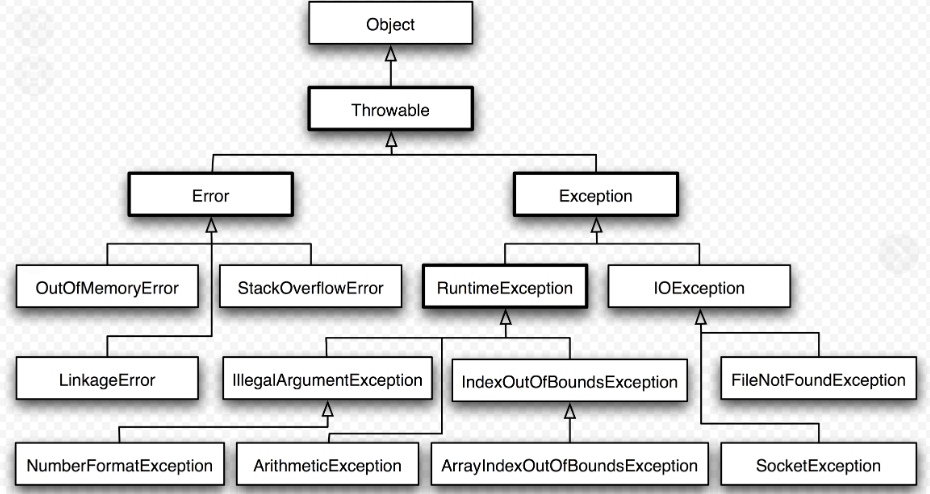 Object
Throwable
Error
Exception
OutOfMemoryError
StackOverflowError
RuntimeException
IOException
LinkageError
IllegalArgumentException
IndexOutOfBoundsException
FileNotFoundException
NumberFormatException
ArithmeticException
ArrayIndexOutOfBoundsException
SocketException